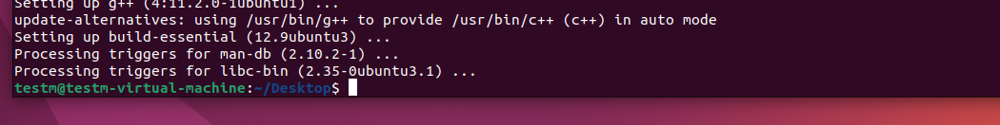 Setting up g++ (4:11.2.0-1ubuntu1) ...
update-alternatives: using /usr/bin/g++ to provide /usr/bin/c++ (c++) in auto mode
Setting up build-essential (12.9ubuntu3) ...
Processing triggers for man-db (2.10.2-1) ...
Processing triggers for libc-bin (2.35-0ubuntu3.1) ...
testm@testm-virtual-machine:~/Desktop$